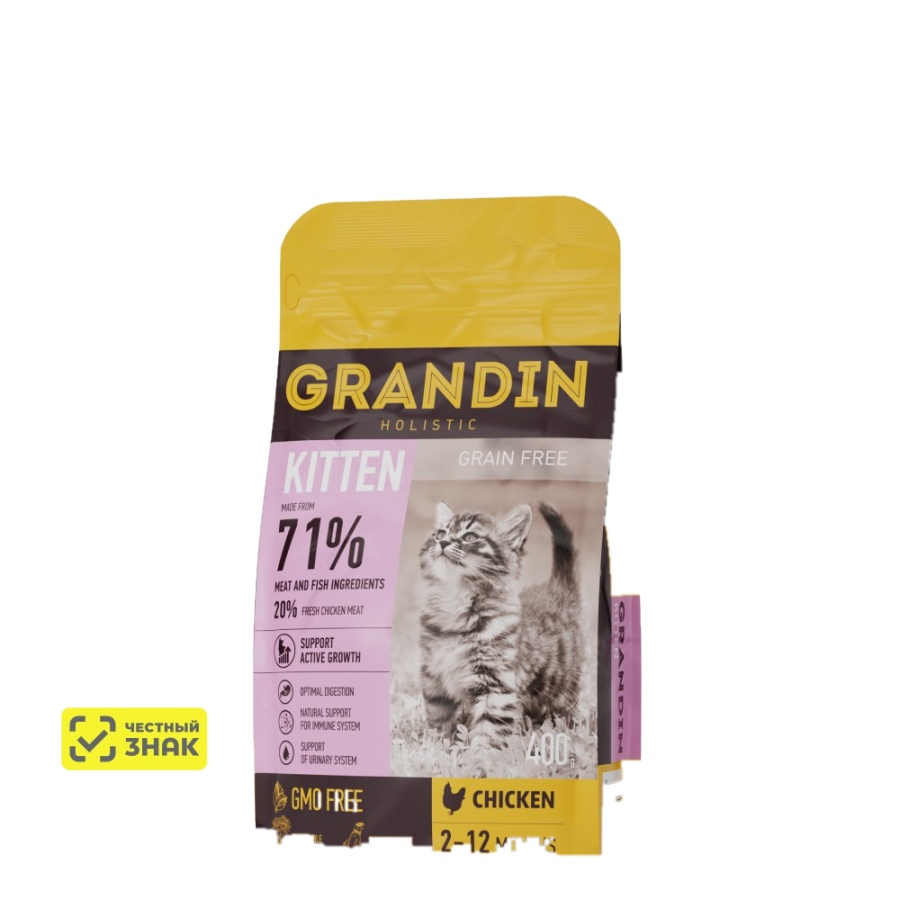 GRANDIN
HOLISTIC
KITTEN
GRAIN FREE
MADE FROM
71%
MEAT AND FISH INGREDIENTS
20% FRESH CHICKEN MEAT
SUPPORT
ACTIVE GROWTH
OPTIMAL DIGESTION
NATURAL SUPPORT
FOR IMMUNE SYSTEM
SUPPORT
OF URINARY SYSTEM
400
GMO FREE
CHICKEN
2-12
GRANDIN
ЧЕСТНЫЙ
ЗНАК